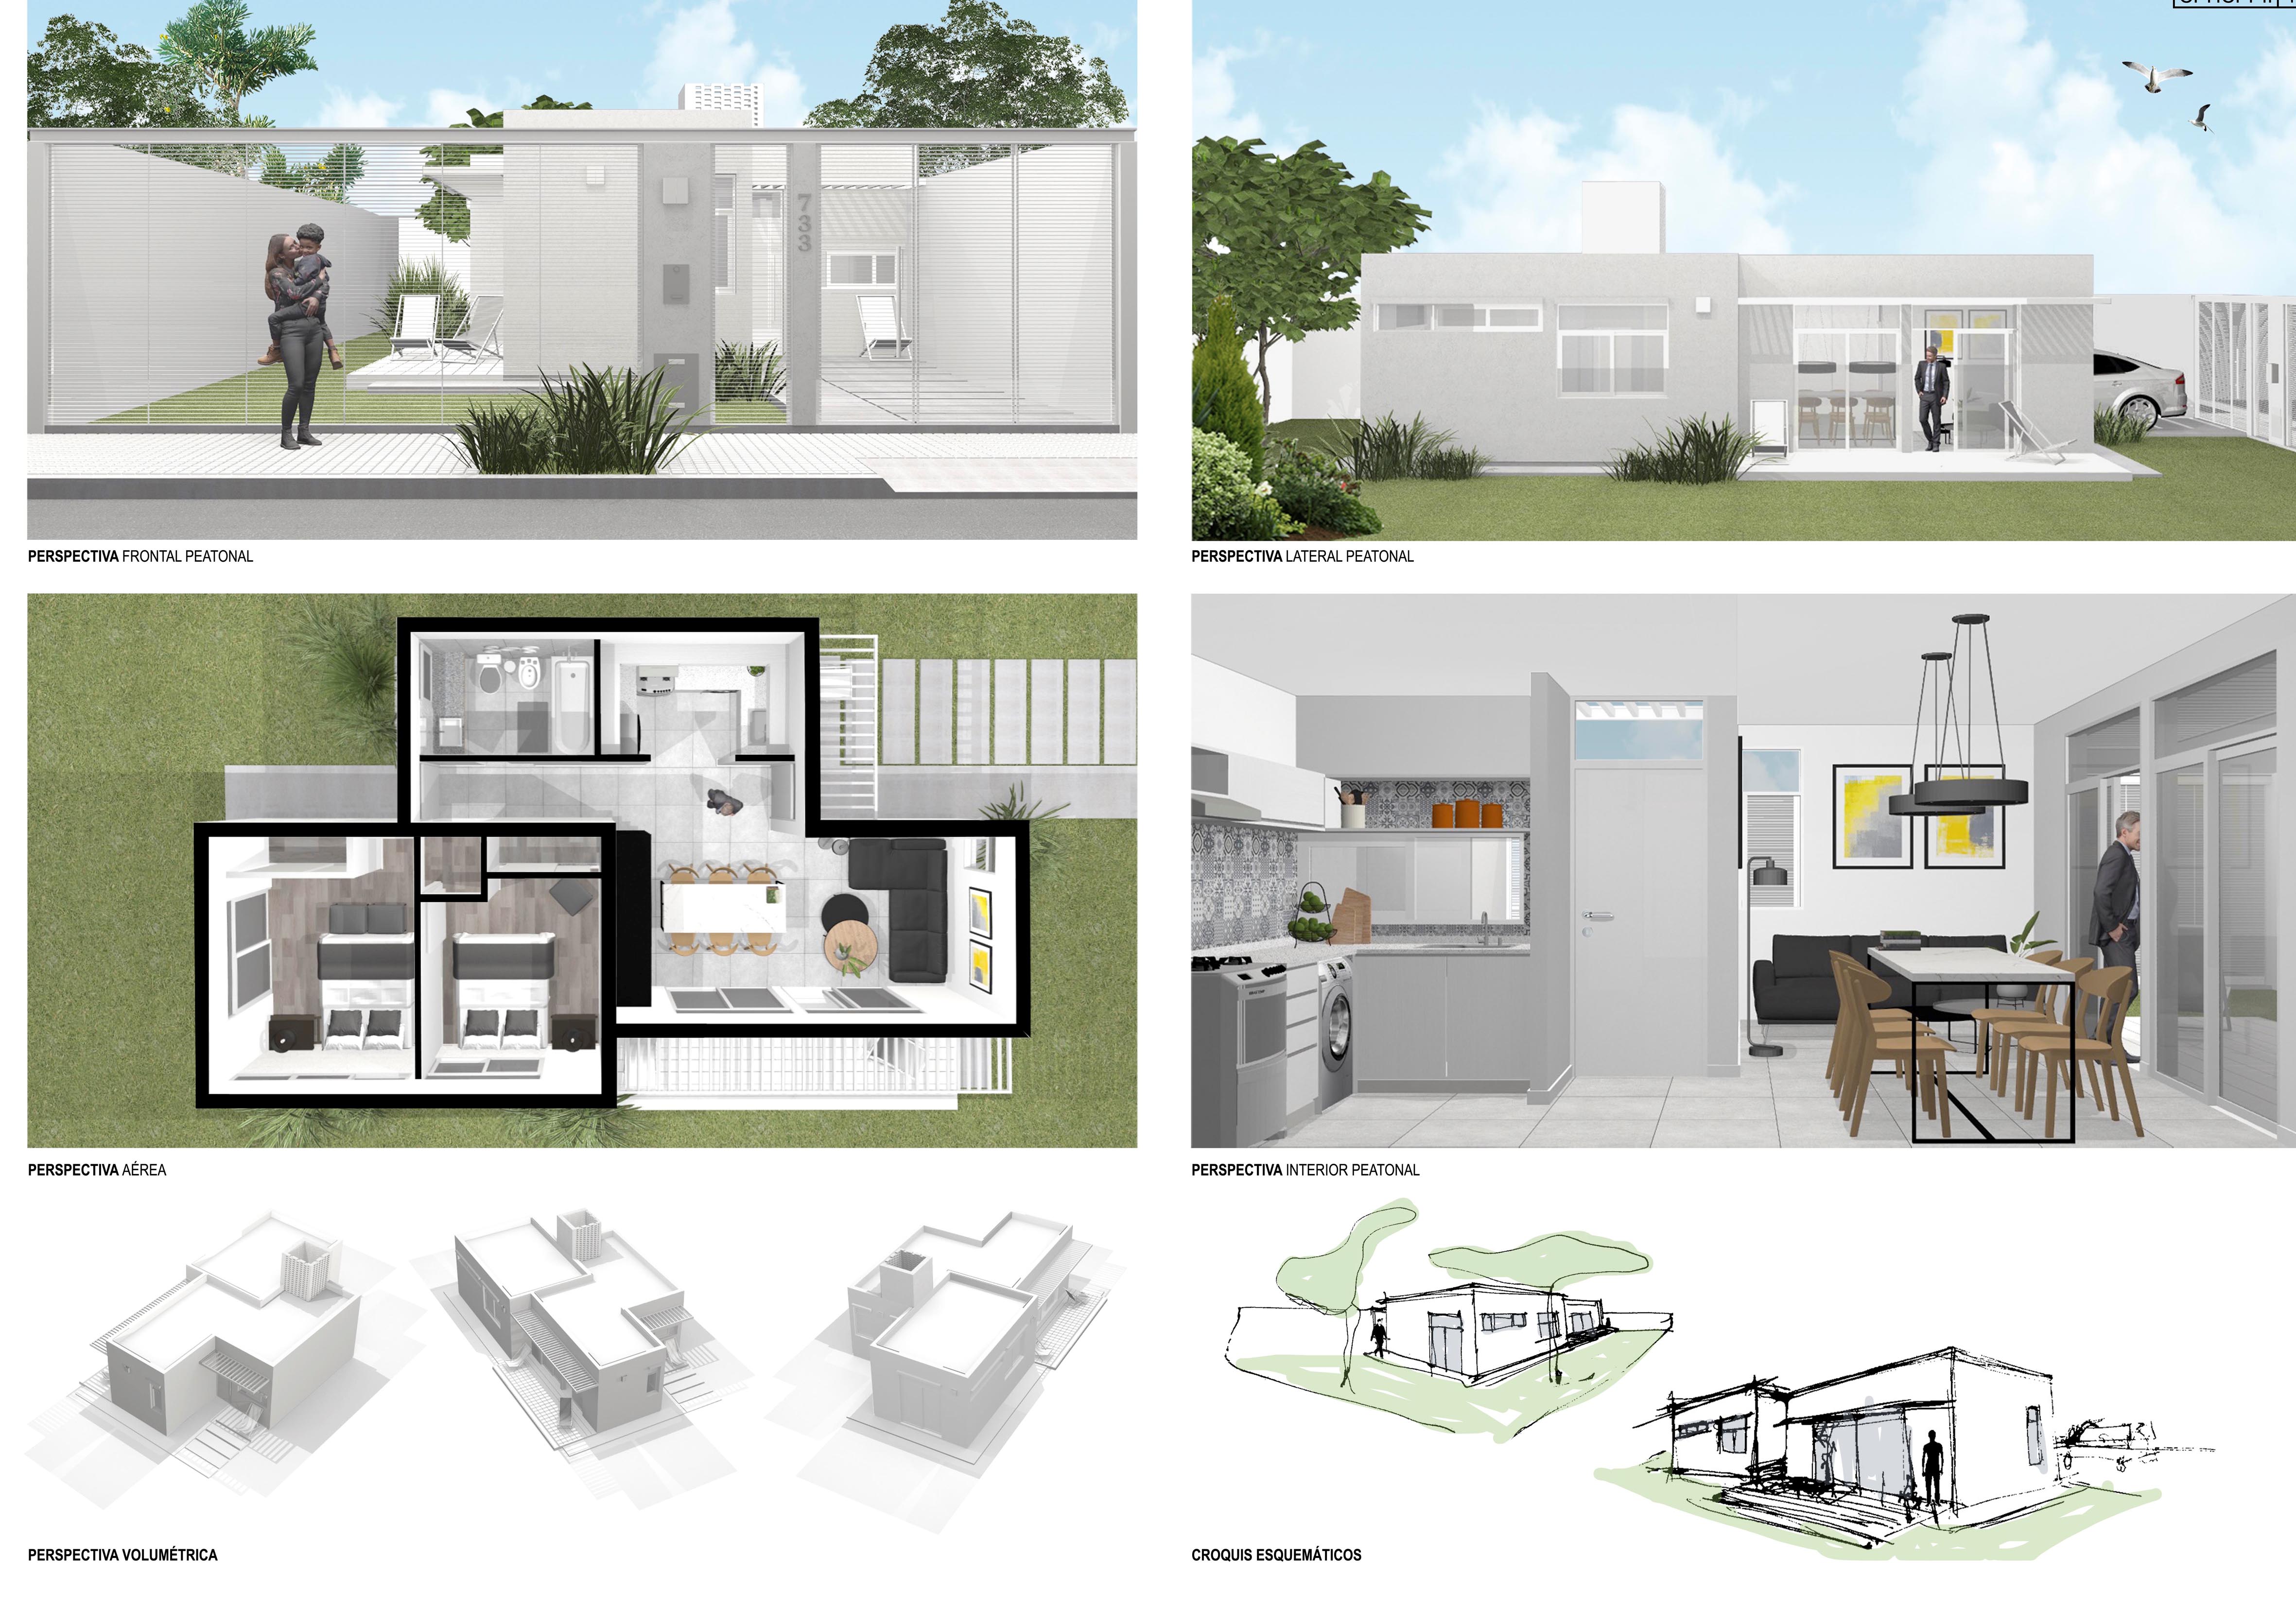 733
PERSPECTIVA FRONTAL PEATONAL
PERSPECTIVA LATERAL PEATONAL
PERSPECTIVA AÉREA
PERSPECTIVA INTERIOR PEATONAL
PERSPECTIVA VOLUMÉTRICA
CROQUIS ESQUEMÁTICOS